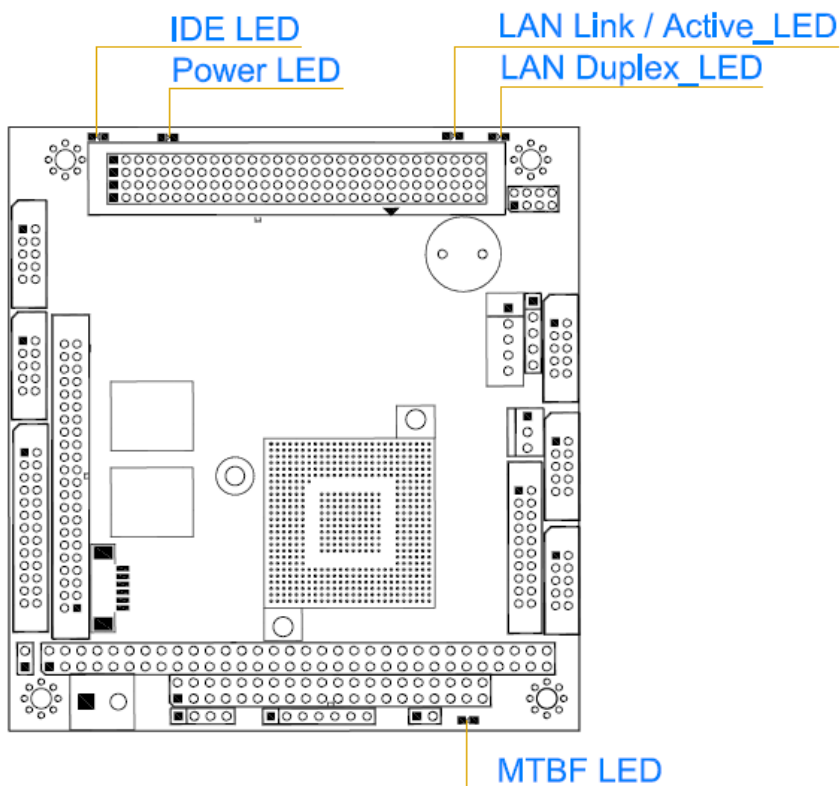 IDE LED
LAN Link / Active_LED
Power LED
LAN Duplex_LED
MTBF LED